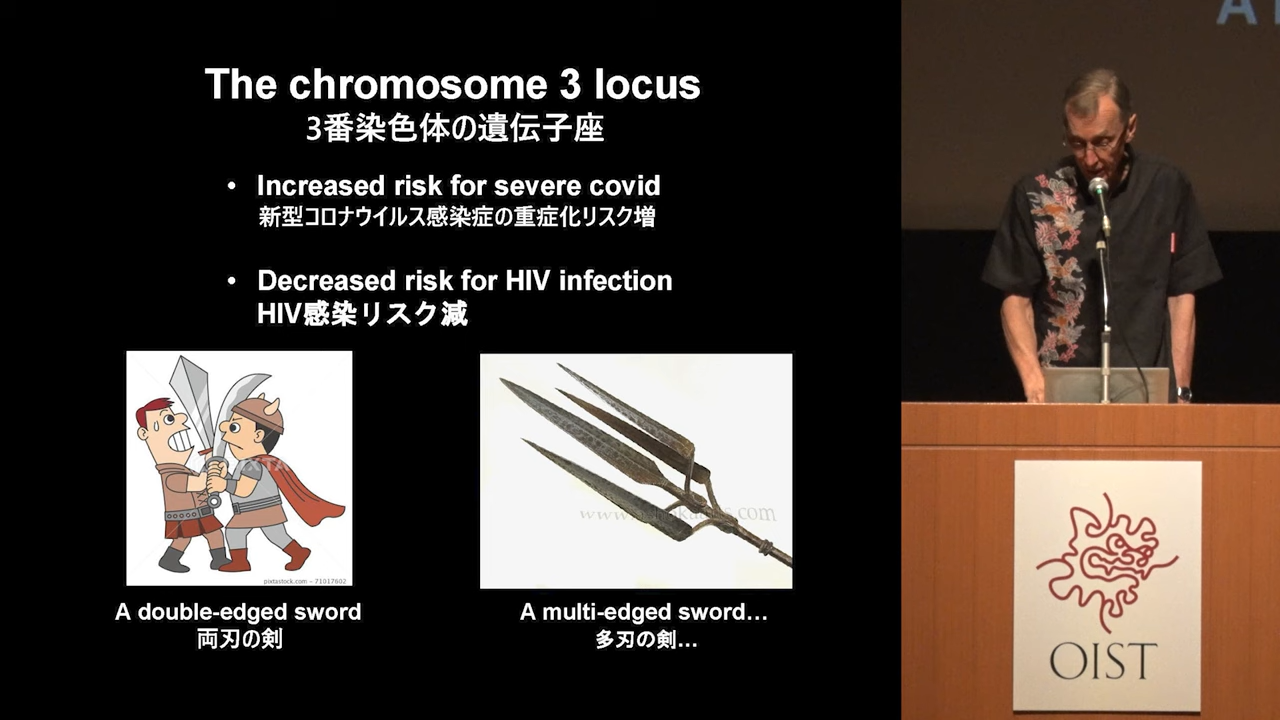 The chromosome 3 locus
3番染色体の遺伝子座
• Increased risk for severe covid
新型コロナウイルス感染症の重症化リスク増
• Decreased risk for HIV infection
HIV感染リスク減
pixtastock.com - 71017602
A double-edged sword
両刃の剣
A multi-edged sword…
多刃の剣…
OIST